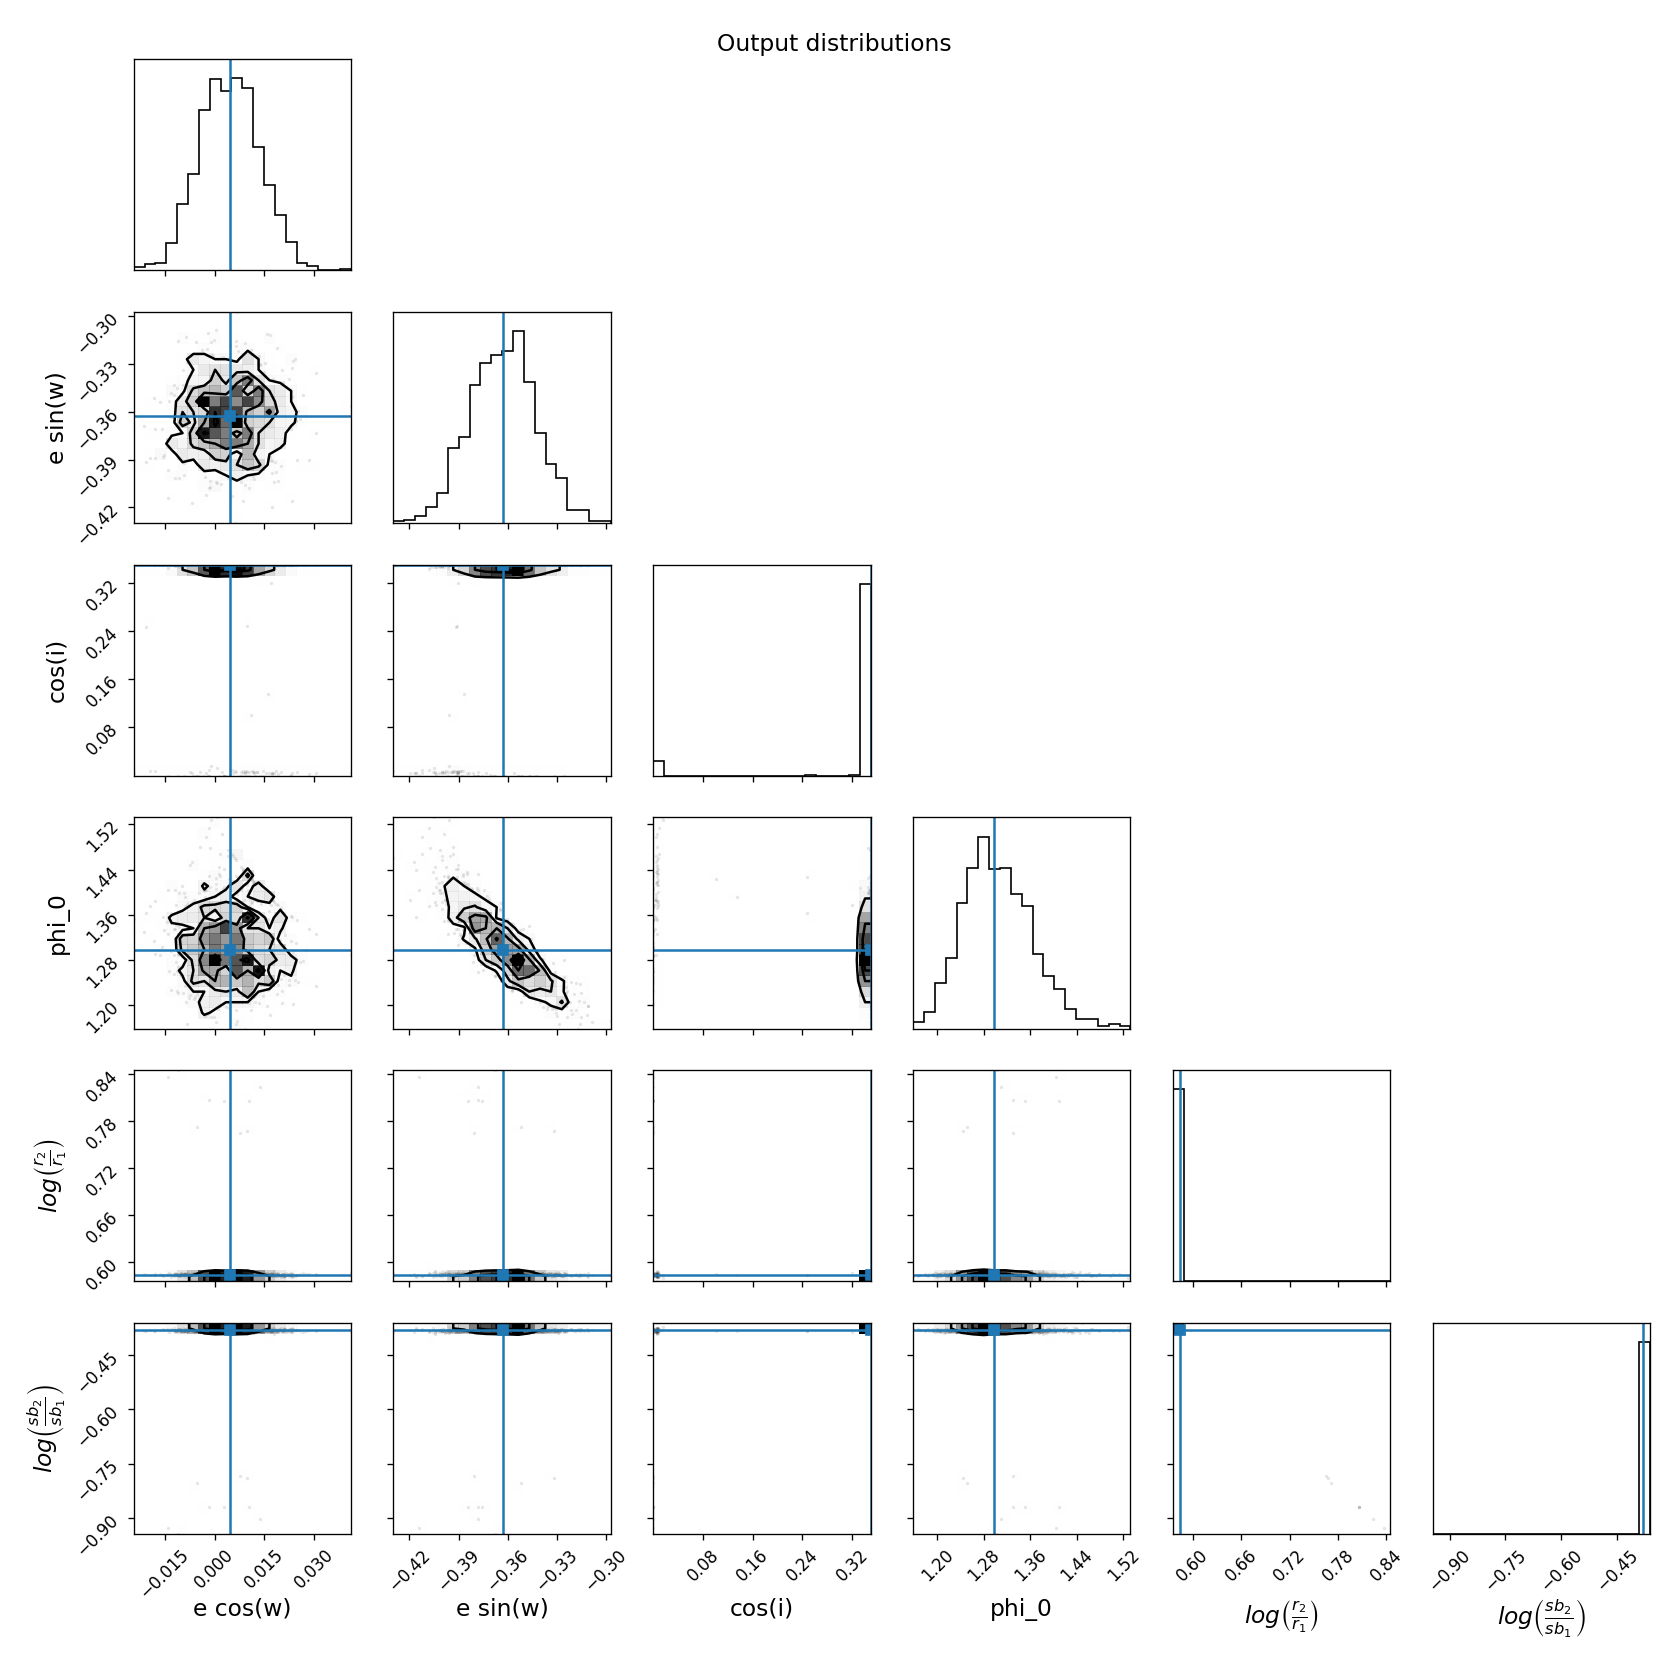 Output distributions
e sin(w)
−0.30
−0.33
−0.36
−0.39
−0.42
cos(i)
0.32
0.24
0.16
0.08
phi_0
1.52
1.44
1.36
1.28
1.20
log(r₂/r₁)
0.84
0.78
0.72
0.66
0.60
log(sb₂/sb₁)
−0.45
−0.60
−0.75
−0.90
−0.015 0.000 0.015 0.030
e cos(w)
−0.42 −0.39 −0.36 −0.33 −0.30
e sin(w)
0.08 0.16 0.24 0.32
cos(i)
1.20 1.28 1.36 1.44 1.52
phi_0
0.60 0.66 0.72 0.78 0.84
log(r₂/r₁)
−0.90 −0.75 −0.60 −0.45
log(sb₂/sb₁)